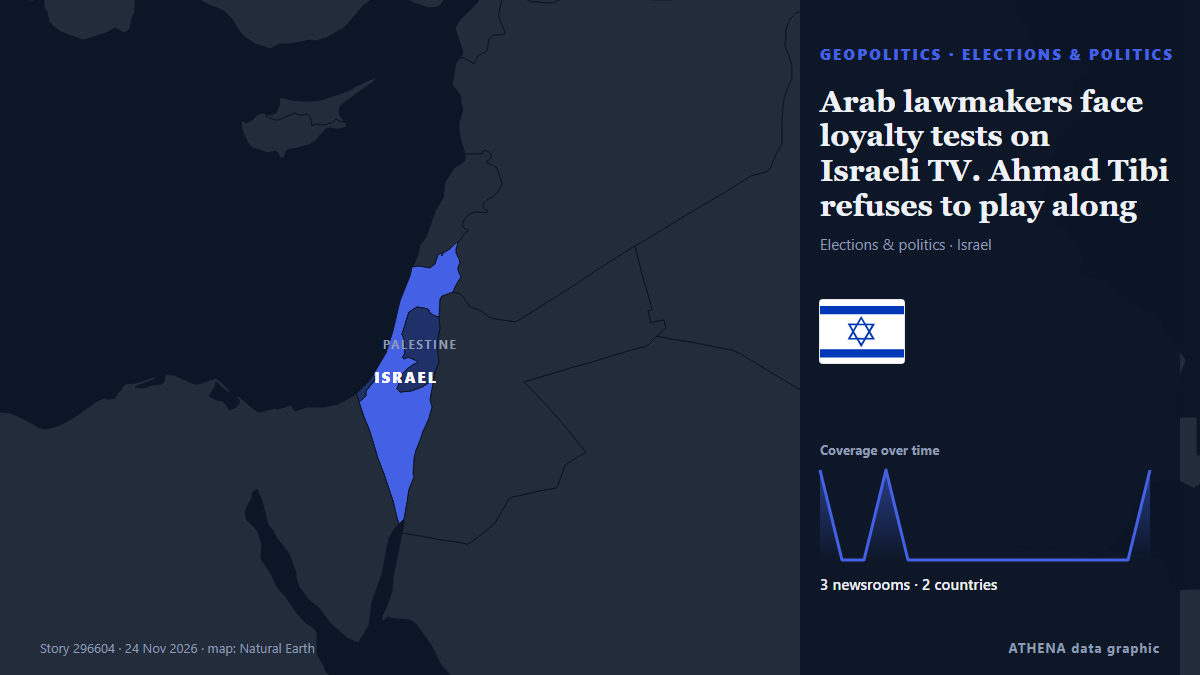 GEOPOLITICS · ELECTIONS & POLITICS
Arab lawmakers face
loyalty tests on
Israeli TV. Ahmad Tibi
refuses to play along
Elections & politics · Israel
PALESTINE
ISRAEL
Coverage over time
3 newsrooms · 2 countries
Story 296604 · 24 Nov 2026 · map: Natural Earth
ATHENA data graphic